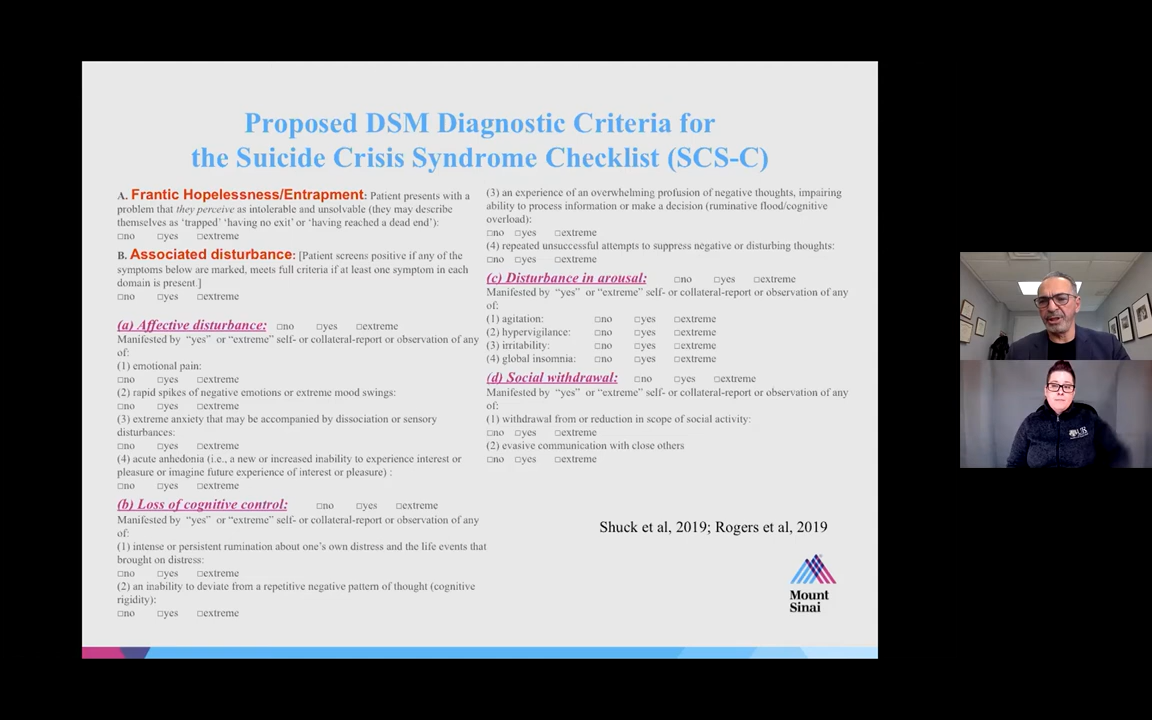 Proposed DSM Diagnostic Criteria for
the Suicide Crisis Syndrome Checklist (SCS-C)
A. Frantic Hopelessness/Entrapment: Patient presents with a
problem that they perceive as intolerable and unsolvable (they may describe
themselves as ‘trapped’ ‘having no exit’ or ‘having reached a dead end’):
□no □yes □extreme
B. Associated disturbance: [Patient screens positive if any of the
symptoms below are marked, meets full criteria if at least one symptom in each
domain is present.]
□no □yes □extreme
(a) Affective disturbance: □no □yes □extreme
Manifested by “yes” or “extreme” self- or collateral-report or observation of any
of:
(1) emotional pain:
□no □yes □extreme
(2) rapid spikes of negative emotions or extreme mood swings:
□no □yes □extreme
(3) extreme anxiety that may be accompanied by dissociation or sensory
disturbances:
□no □yes □extreme
(4) acute anhedonia (i.e., a new or increased inability to experience interest or
pleasure or imagine future experience of interest or pleasure) :
□no □yes □extreme
(b) Loss of cognitive control: □no □yes □extreme
Manifested by “yes” or “extreme” self- or collateral-report or observation of any
of:
(1) intense or persistent rumination about one’s own distress and the life events that
brought on distress:
□no □yes □extreme
(2) an inability to deviate from a repetitive negative pattern of thought (cognitive
rigidity):
□no □yes □extreme
(3) an experience of an overwhelming profusion of negative thoughts, impairing
ability to process information or make a decision (ruminative flood/cognitive
overload):
□no □yes □extreme
(4) repeated unsuccessful attempts to suppress negative or disturbing thoughts:
□no □yes □extreme
(c) Disturbance in arousal: □no □yes □extreme
Manifested by “yes” or “extreme” self- or collateral-report or observation of any
of:
(1) agitation: □no □yes □extreme
(2) hypervigilance: □no □yes □extreme
(3) irritability: □no □yes □extreme
(4) global insomnia: □no □yes □extreme
(d) Social withdrawal: □no □yes □extreme
Manifested by “yes” or “extreme” self- or collateral-report or observation of any
of:
(1) withdrawal from or reduction in scope of social activity:
□no □yes □extreme
(2) evasive communication with close others
□no □yes □extreme
Shuck et al, 2019; Rogers et al, 2019
Mount
Sinai